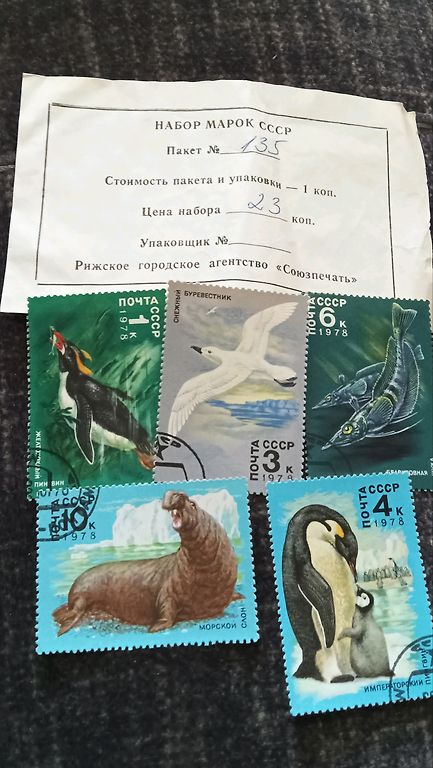 НАБОР МАРОК СССР
Пакет № 135
Стоимость пакета и упаковки — 1 коп.
Цена набора 23 коп.
Упаковщик №
Рижское городское агентство «Союзпечать»
ПОЧТА СССР
1 К
1978
ПИНГВИН
СНЕЖНЫЙ БУРЕВЕСТНИК
ПОЧТА СССР
3 К
1978
ПОЧТА СССР
6 К
1978
ПОЧТА СССР
10 К
1978
МОРСКОЙ СЛОН
ПОЧТА СССР
4 К
1978
ИМПЕРАТОРСКИЙ ПИНГВИН